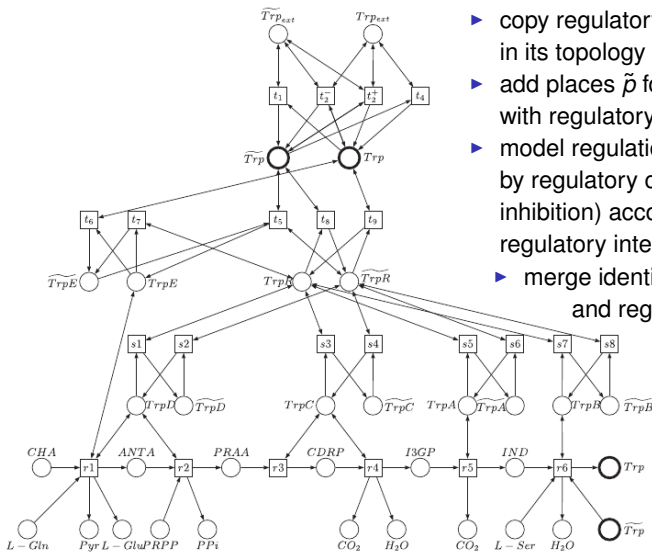 T̃rp_ext Trp_ext
▶ copy regulatory
in its topology
▶ add places p̃ fo
with regulatory
▶ model regulatio
by regulatory c
inhibition) acco
regulatory inte
▶ merge identi
and reg
t1 t2⁻ t2⁺ t4
T̃rp Trp
t6 t7 t5 t8 t9
T̃rpE TrpE TrpR T̃rpR
s1 s2 s3 s4 s5 s6 s7 s8
TrpD T̃rpD TrpC T̃rpC TrpA T̃rpA TrpB T̃rpB
CHA ANTA PRAA CDRP I3GP IND
r1 r2 r3 r4 r5 r6 Trp
T̃rp
L−Gln Pyr L−Glu PRPP PPi CO2 H2O CO2 L−Ser H2O